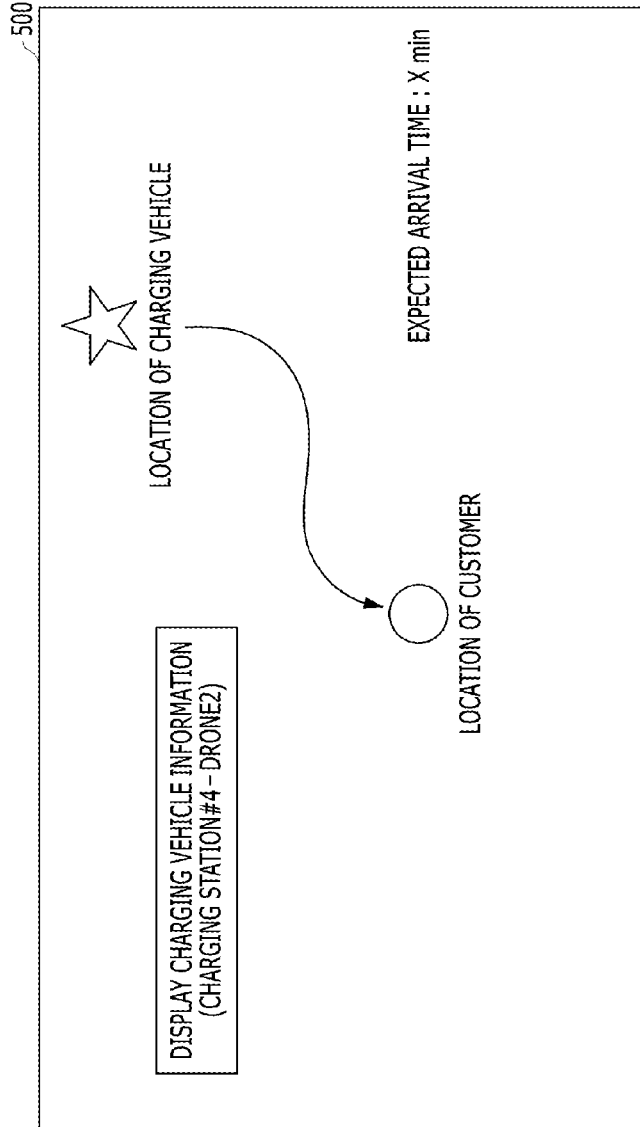 500
DISPLAY CHARGING VEHICLE INFORMATION
(CHARGING STATION#4 - DRONE2)
LOCATION OF CHARGING VEHICLE
LOCATION OF CUSTOMER
EXPECTED ARRIVAL TIME : X min